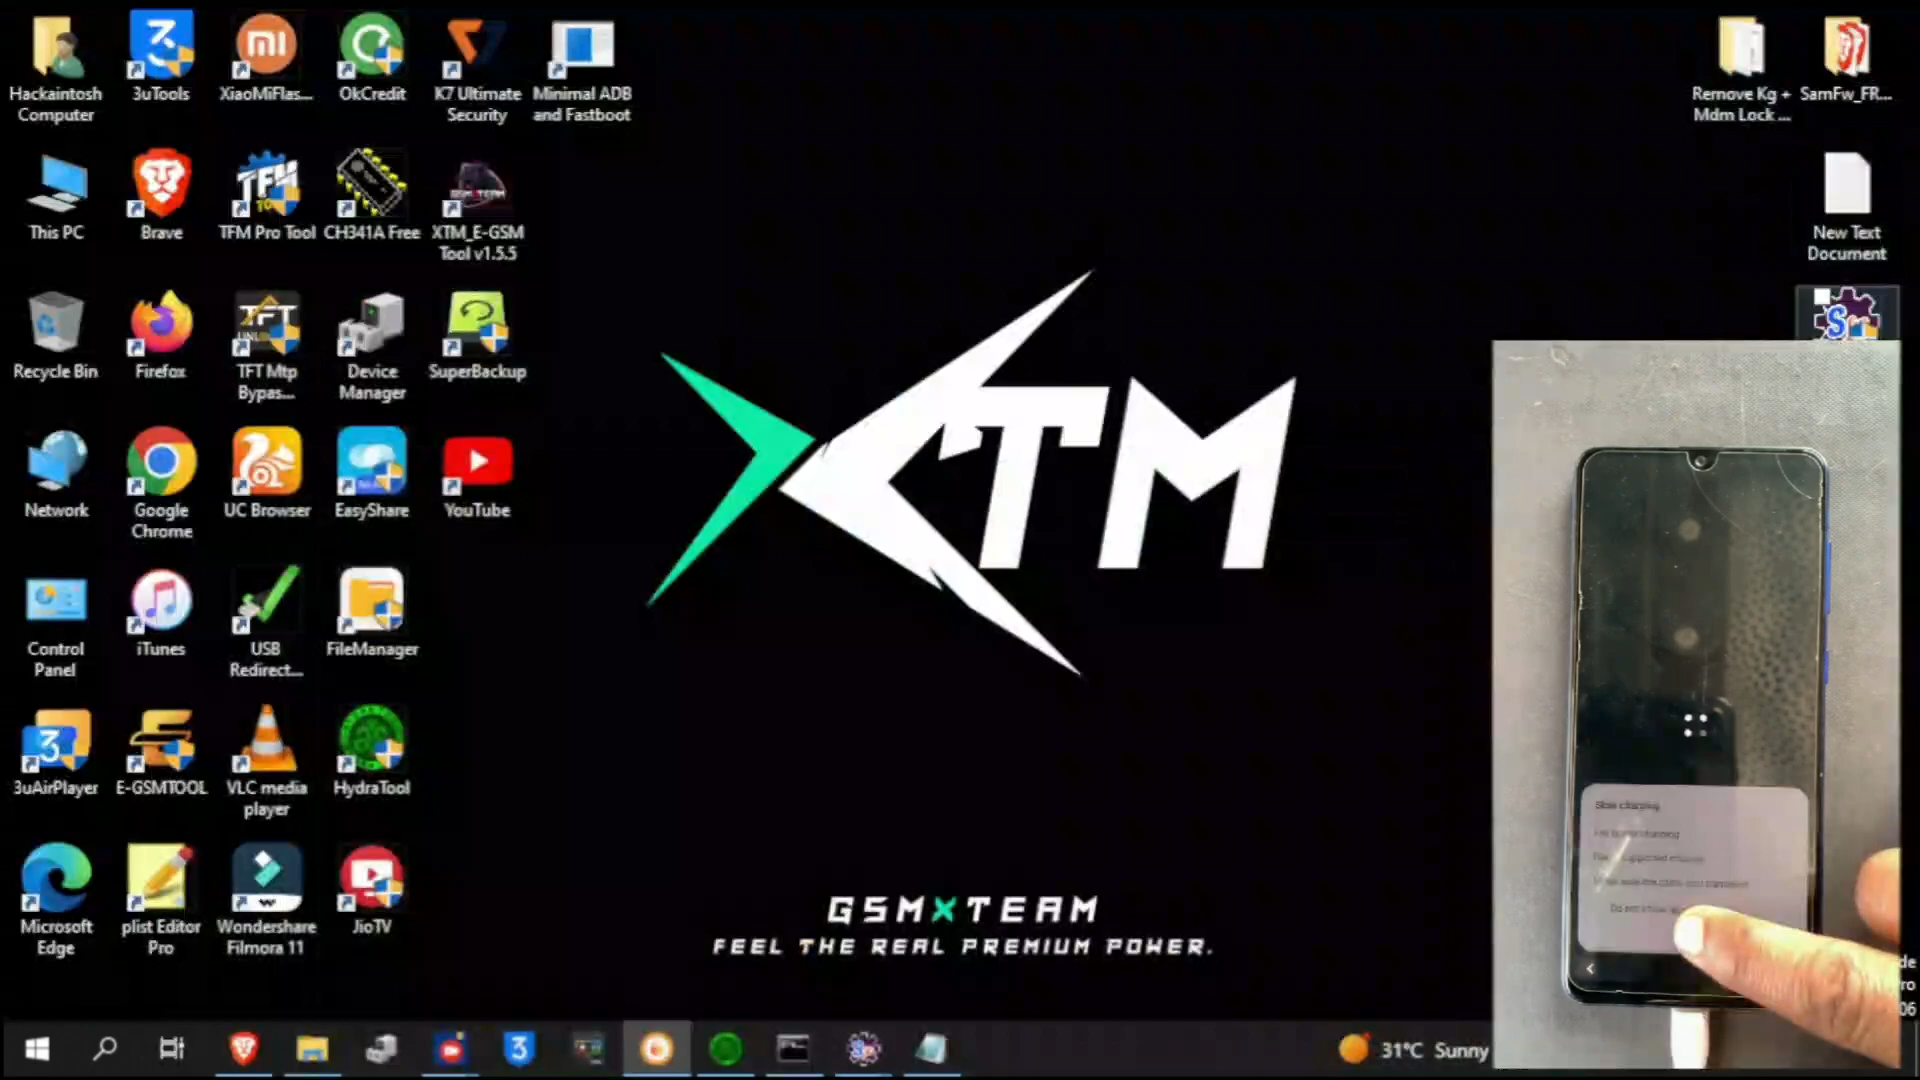 Hackaintosh
Computer
3uTools
XiaoMiFlas...
OkCredit
K7 Ultimate
Security
Minimal ADB
and Fastboot
Remove Kg +
Mdm Lock ...
SamFw_FR...
This PC
Brave
TFM Pro Tool
CH341A Free
XTM_E-GSM
Tool v1.5.5
New Text
Document
Recycle Bin
Firefox
TFT Mtp
Bypas...
Device
Manager
SuperBackup
XTM
Network
Google
Chrome
UC Browser
EasyShare
YouTube
Control
Panel
iTunes
USB
Redirect...
FileManager
3uAirPlayer
E-GSMTOOL
VLC media
player
HydraTool
Slow charging
Microsoft
Edge
plist Editor
Pro
Wondershare
Filmora 11
JioTV
GSMXTEAM
FEEL THE REAL PREMIUM POWER.
31°C Sunny